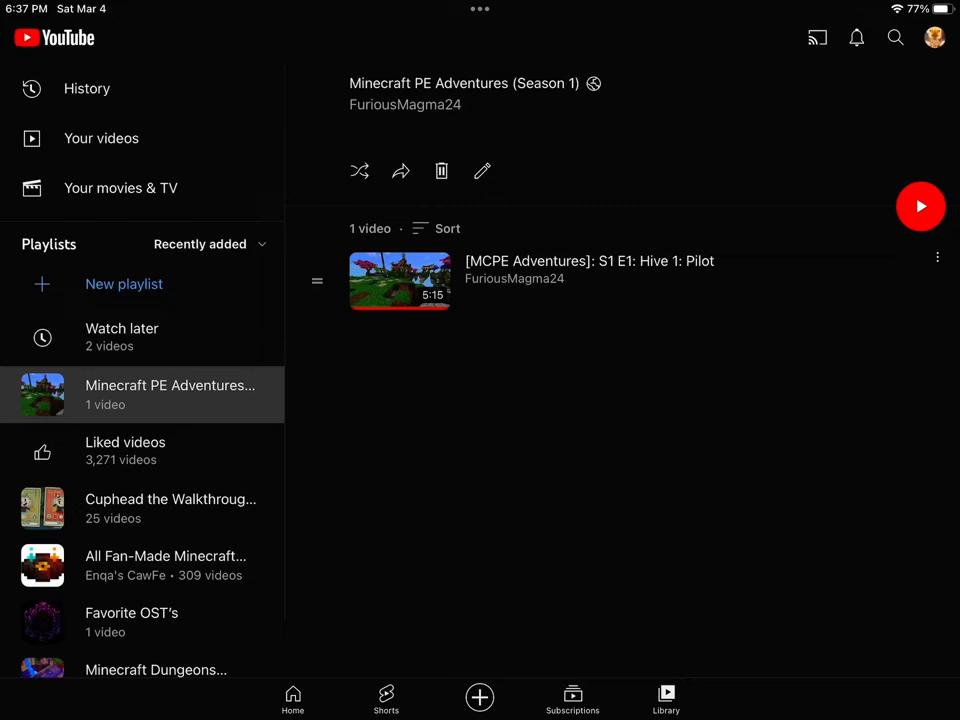 6:37 PM Sat Mar 4
77%
YouTube
History
Your videos
Your movies & TV
Playlists
Recently added
New playlist
Watch later
2 videos
Minecraft PE Adventures...
1 video
Liked videos
3,271 videos
Cuphead the Walkthroug...
25 videos
All Fan-Made Minecraft...
Enqa's CawFe • 309 videos
Favorite OST's
1 video
Minecraft Dungeons...
Minecraft PE Adventures (Season 1)
FuriousMagma24
1 video · Sort
[MCPE Adventures]: S1 E1: Hive 1: Pilot
FuriousMagma24
5:15
Home
Shorts
Subscriptions
Library